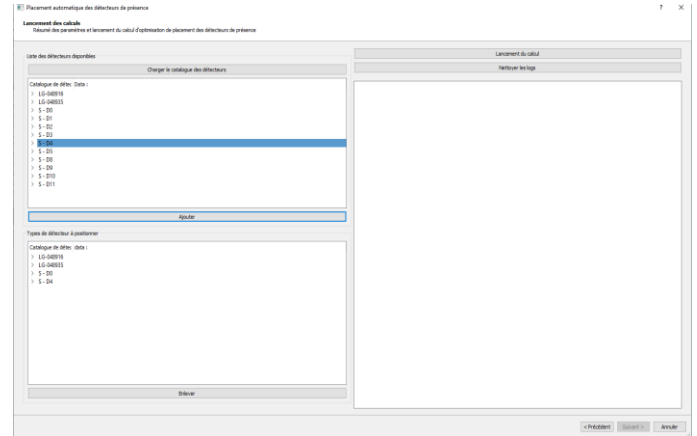 Placement automatique des détecteurs de présence
? ×
Lancement des calculs
Résumé des paramètres et lancement du calcul d'optimisation de placement des détecteurs de présence
Liste des détecteurs disponibles
Charger le catalogue des détecteurs
Catalogue de détec Data :
> LG-048916
> LG-048935
> S - D0
> S - D1
> S - D2
> S - D3
> S - D4
> S - D5
> S - D8
> S - D9
> S - D10
> S - D11
Ajouter
Types de détecteur à positionner
Catalogue de détec data :
> LG-048916
> LG-048935
> S - D0
> S - D4
Enlever
Lancement du calcul
Nettoyer les logs
< Précédent
Suivant >
Annuler